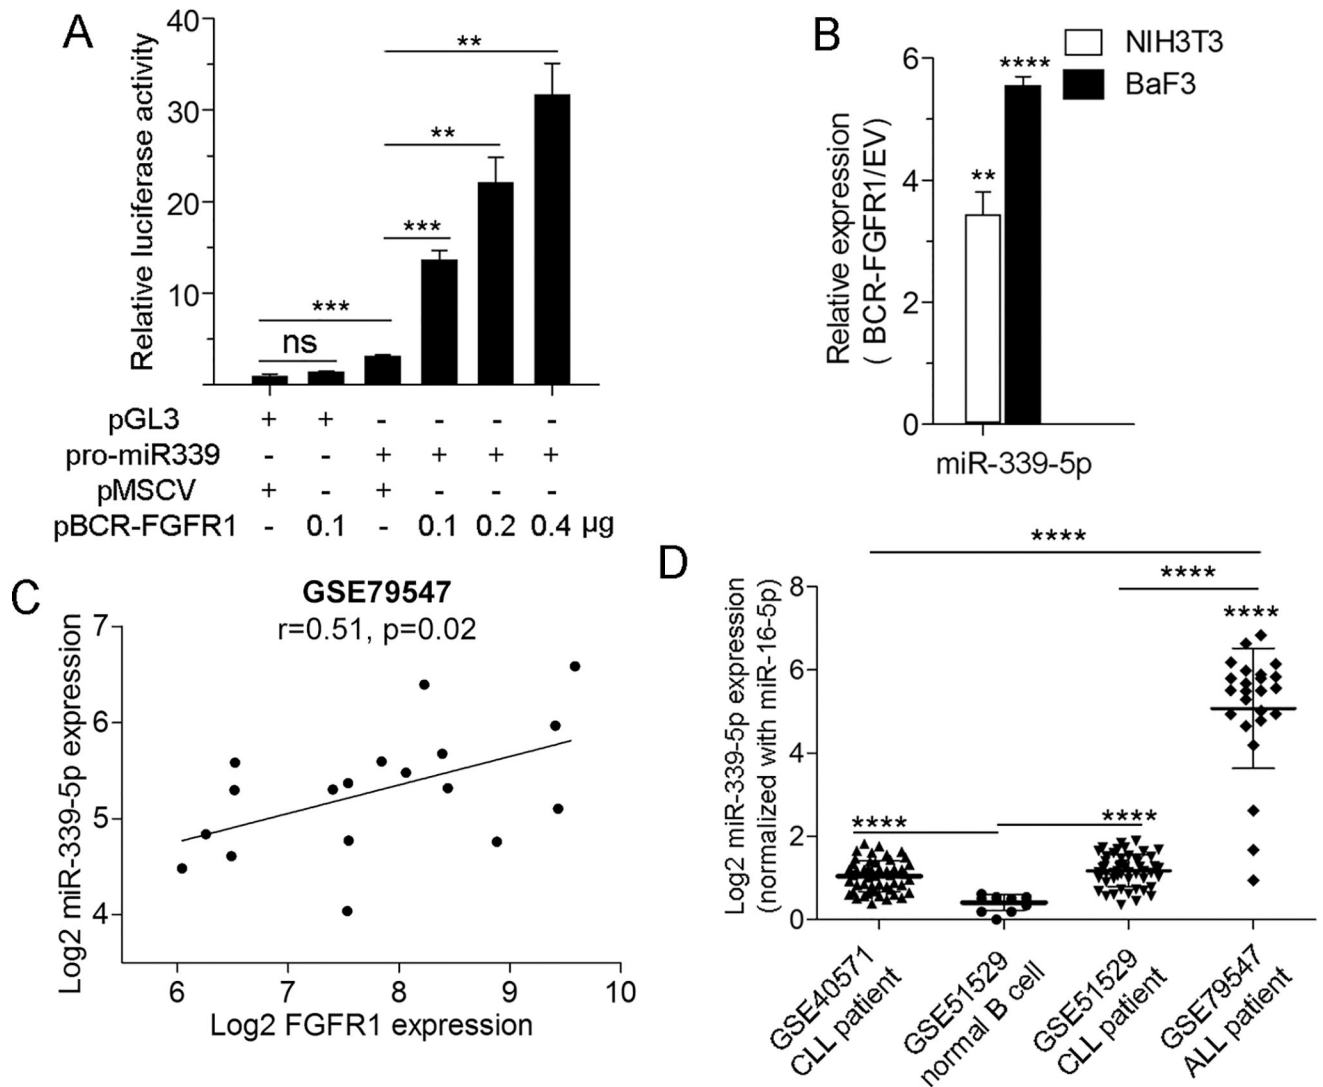 A
Relative luciferase activity
40
30
20
10
**
**
***
***
ns
pGL3 + + - - - -
pro-miR339 - - + + + +
pMSCV + - + - - -
pBCR-FGFR1 - 0.1 - 0.1 0.2 0.4 µg
B
NIH3T3
BaF3
Relative expression
( BCR-FGFR1/EV)
6
4
2
0
****
**
miR-339-5p
C
GSE79547
r=0.51, p=0.02
Log2 miR-339-5p expression
7
6
5
4
6 7 8 9 10
Log2 FGFR1 expression
D
Log2 miR-339-5p expression
(normalized with miR-16-5p)
8
6
4
2
0
****
****
****
****
****
GSE40571
CLL patient
GSE51529
normal B cell
GSE51529
CLL patient
GSE79547
ALL patient